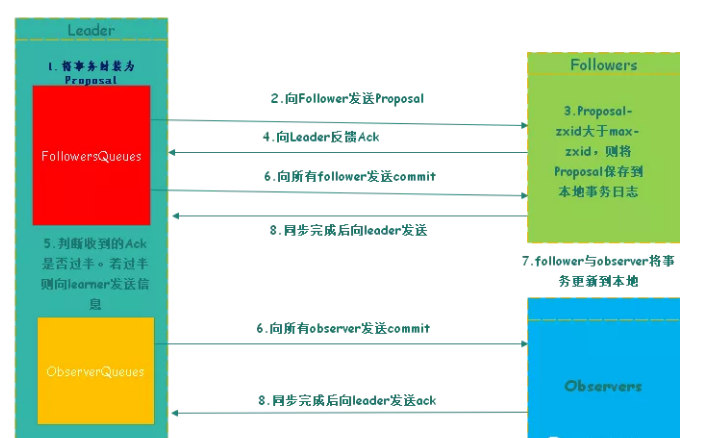 Leader
1.将事务封装为
Proposal
FollowersQueues
5.判断收到的Ack
是否过半。若过半
则向learner发送信
息
ObserverQueues
2.向Follower发送Proposal
4.向Leader反馈Ack
6.向所有follower发送commit
8.同步完成后向leader发送
6.向所有observer发送commit
8.同步完成后向leader发送ack
Followers
3.Proposal-
zxid大于max-
zxid，则将
Proposal保存到
本地事务日志
7.follower与observer将事
务更新到本地
Observers